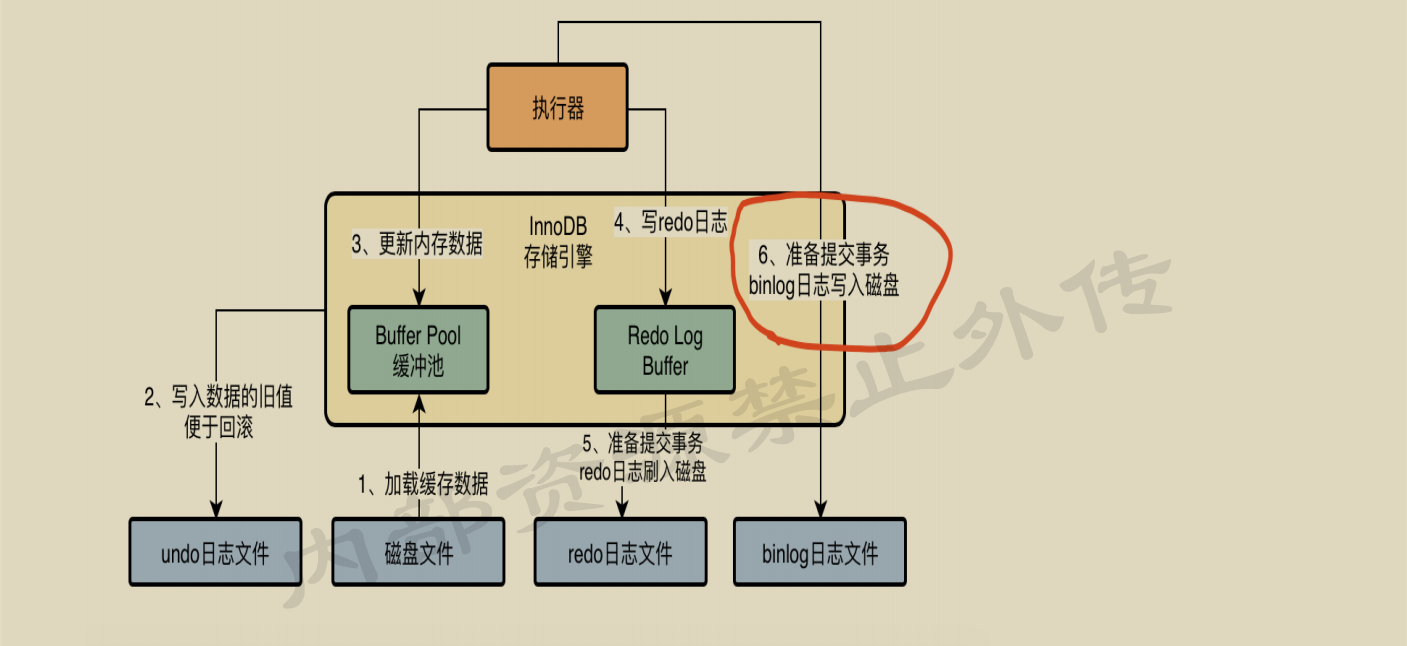 执行器
InnoDB
存储引擎
3、更新内存数据
4、写redo日志
6、准备提交事务
binlog日志写入磁盘
Buffer Pool
缓冲池
Redo Log
Buffer
2、写入数据的旧值
便于回滚
1、加载缓存数据
5、准备提交事务
redo日志刷入磁盘
undo日志文件
磁盘文件
redo日志文件
binlog日志文件
内部资源禁止外传